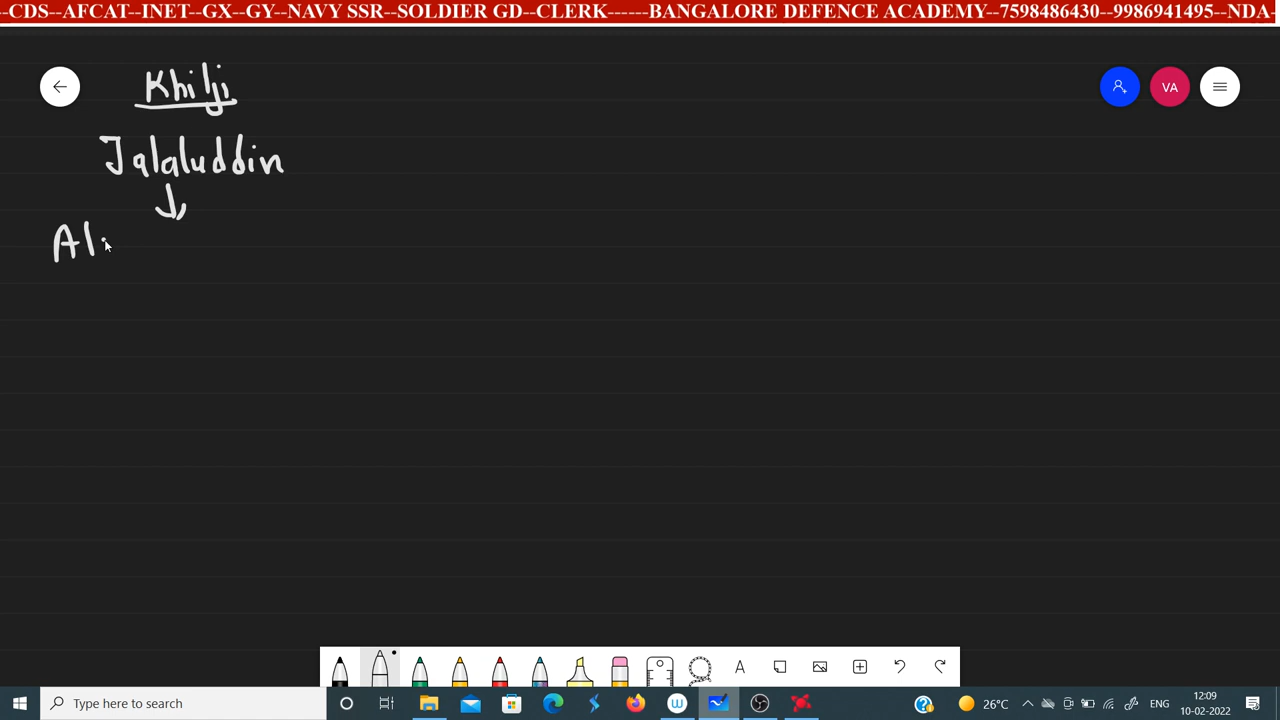 --CDS--AFCAT--INET--GX--GY--NAVY SSR--SOLDIER GD--CLERK------BANGALORE DEFENCE ACADEMY--7598486430--9986941495--NDA-
Khilji
VA
Jalaluddin
Al
A
Type here to search
26°C
ENG
12:09
10-02-2022